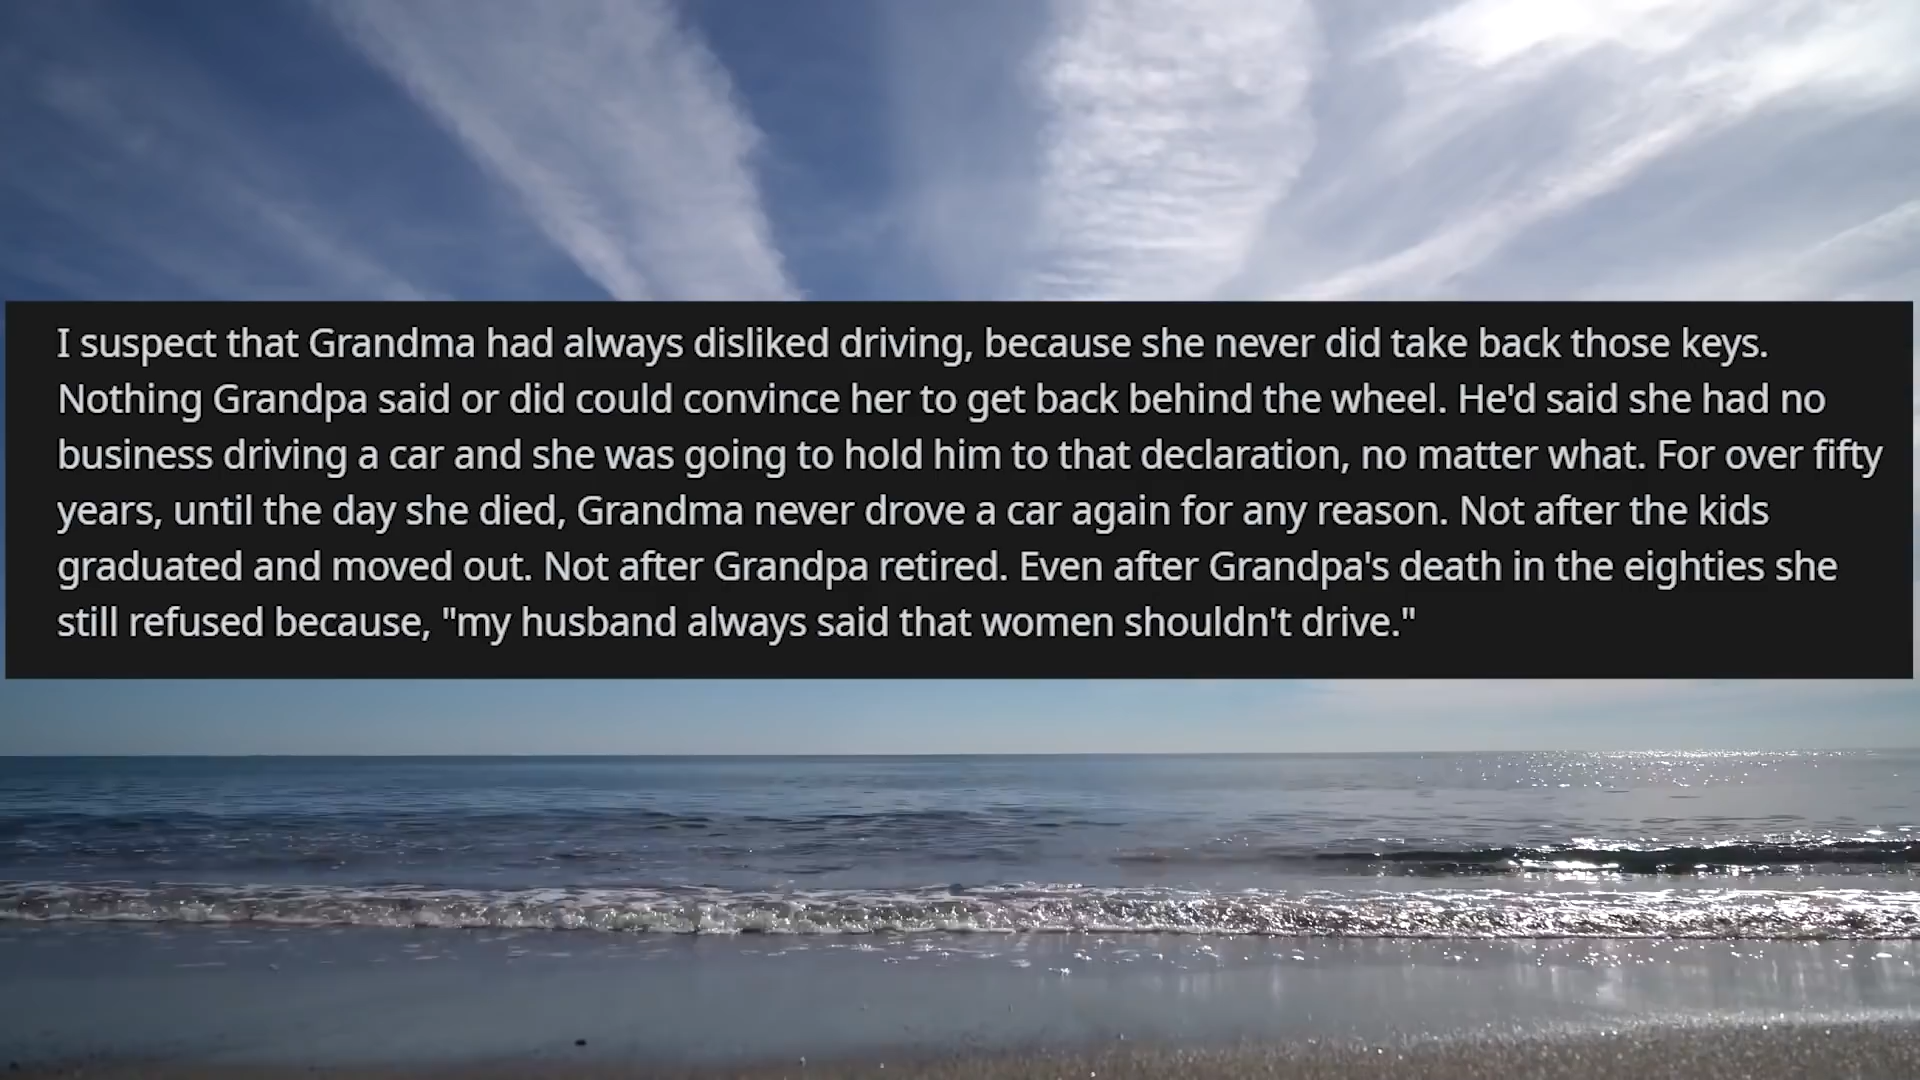 I suspect that Grandma had always disliked driving, because she never did take back those keys.
Nothing Grandpa said or did could convince her to get back behind the wheel. He'd said she had no
business driving a car and she was going to hold him to that declaration, no matter what. For over fifty
years, until the day she died, Grandma never drove a car again for any reason. Not after the kids
graduated and moved out. Not after Grandpa retired. Even after Grandpa's death in the eighties she
still refused because, "my husband always said that women shouldn't drive."